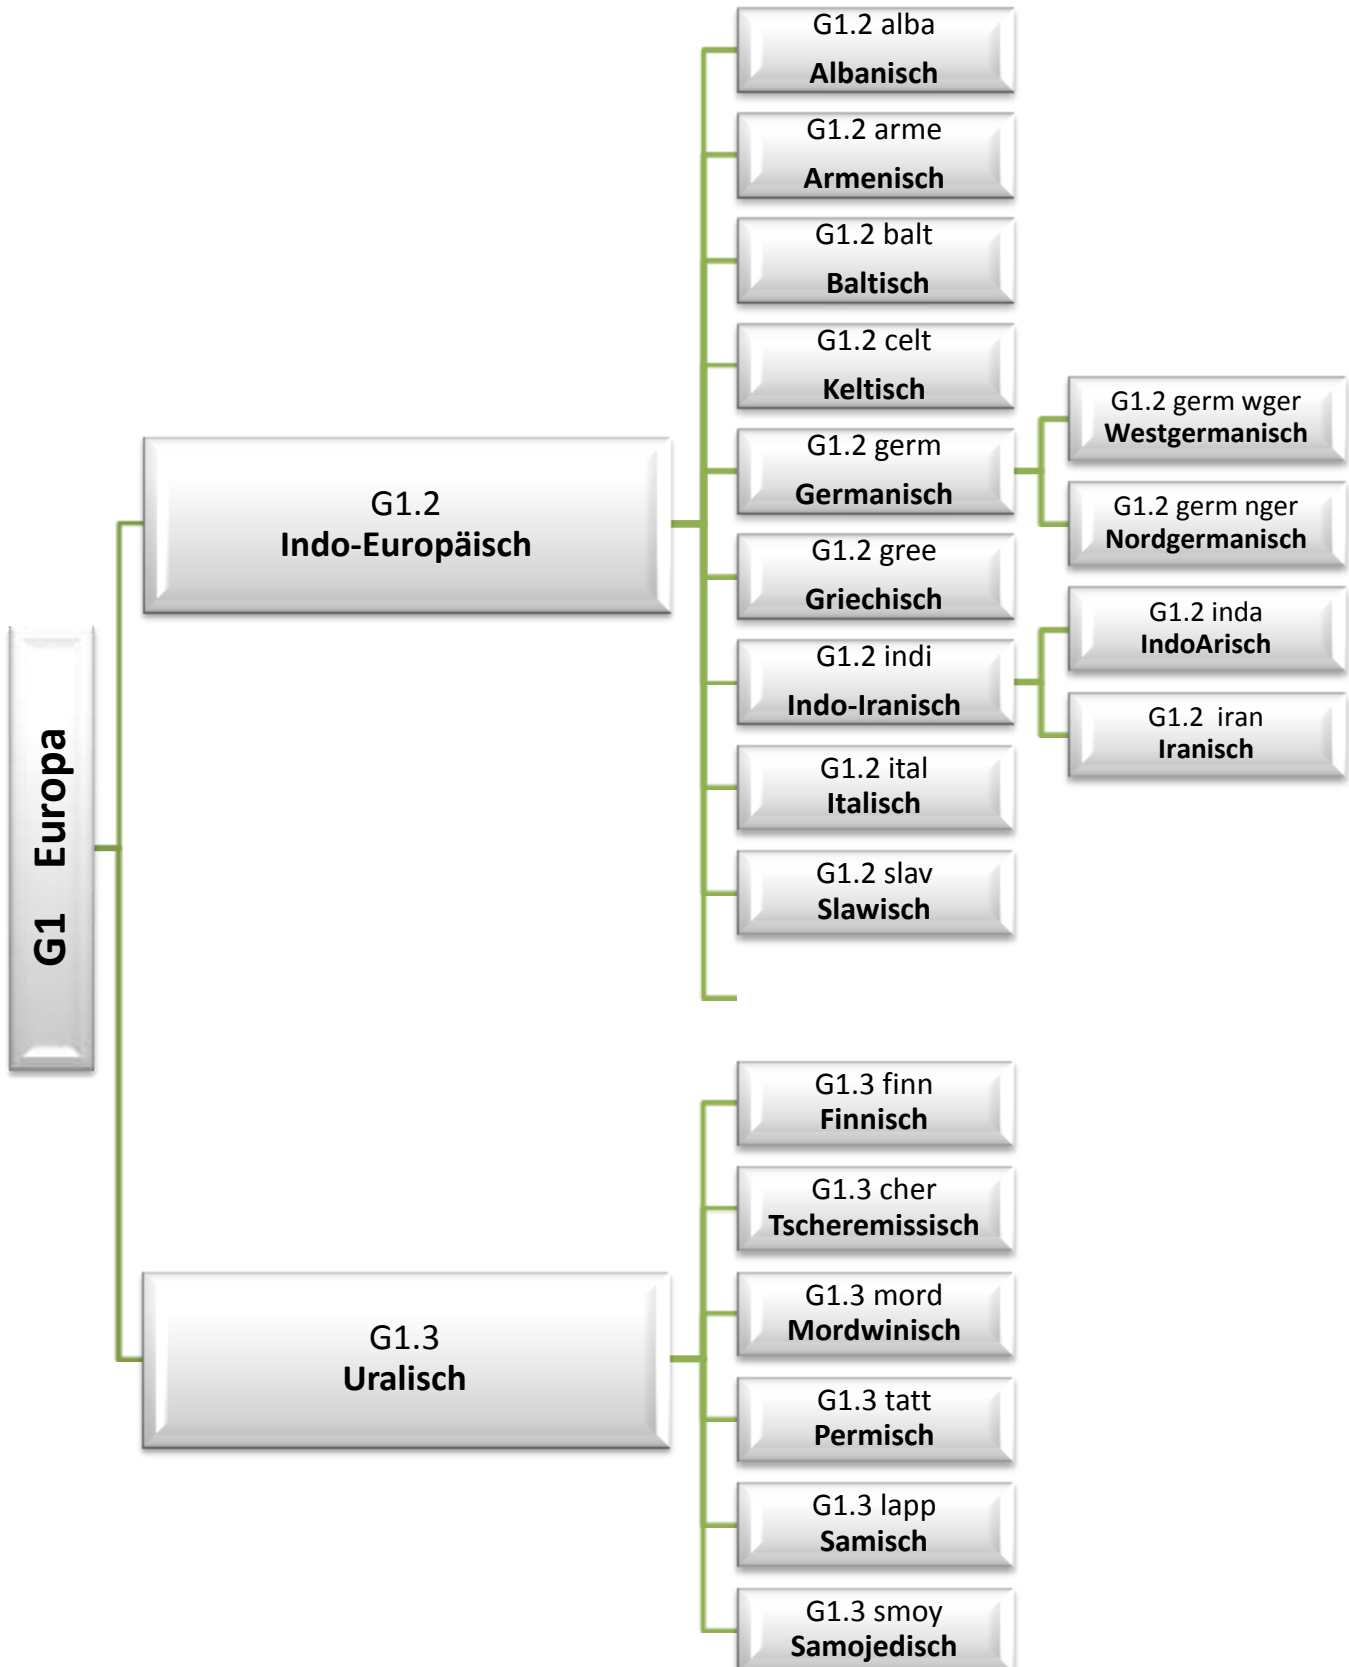 G1 Europa
G1.2
Indo-Europäisch
G1.2 alba
Albanisch
G1.2 arme
Armenisch
G1.2 balt
Baltisch
G1.2 celt
Keltisch
G1.2 germ
Germanisch
G1.2 germ wger
Westgermanisch
G1.2 germ nger
Nordgermanisch
G1.2 gree
Griechisch
G1.2 indi
Indo-Iranisch
G1.2 inda
IndoArisch
G1.2 iran
Iranisch
G1.2 ital
Italisch
G1.2 slav
Slawisch
G1.3
Uralisch
G1.3 finn
Finnisch
G1.3 cher
Tscheremissisch
G1.3 mord
Mordwinisch
G1.3 tatt
Permisch
G1.3 lapp
Samisch
G1.3 smoy
Samojedisch